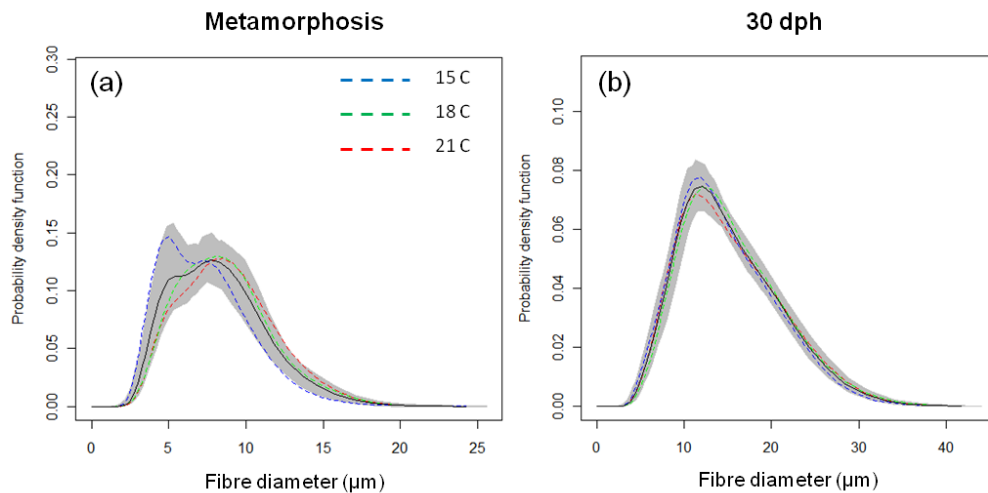 Metamorphosis
30 dph
(a)
15 C
18 C
21 C
Probability density function
0.00
0.05
0.10
0.15
0.20
0.25
0.30
0
5
10
15
20
25
Fibre diameter (µm)
(b)
Probability density function
0.00
0.02
0.04
0.06
0.08
0.10
0
10
20
30
40
Fibre diameter (µm)